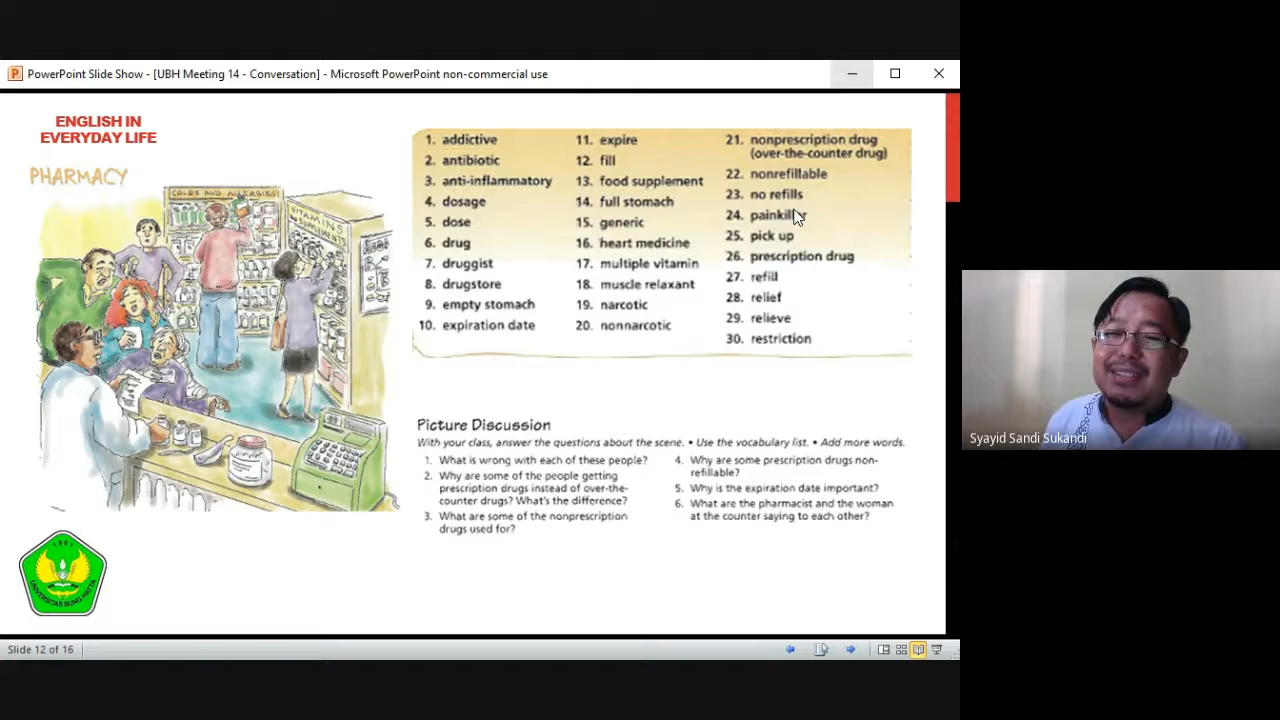 PowerPoint Slide Show - [UBH Meeting 14 - Conversation] - Microsoft PowerPoint non-commercial use
ENGLISH IN
EVERYDAY LIFE
PHARMACY
COLDS AND ALLERGIES
VITAMINS
1. addictive
2. antibiotic
3. anti-inflammatory
4. dosage
5. dose
6. drug
7. druggist
8. drugstore
9. empty stomach
10. expiration date
11. expire
12. fill
13. food supplement
14. full stomach
15. generic
16. heart medicine
17. multiple vitamin
18. muscle relaxant
19. narcotic
20. nonnarcotic
21. nonprescription drug
(over-the-counter drug)
22. nonrefillable
23. no refills
24. painkiller
25. pick up
26. prescription drug
27. refill
28. relief
29. relieve
30. restriction
Picture Discussion
With your class, answer the questions about the scene. • Use the vocabulary list. • Add more words.
1. What is wrong with each of these people?
2. Why are some of the people getting
prescription drugs instead of over-the-
counter drugs? What's the difference?
3. What are some of the nonprescription
drugs used for?
4. Why are some prescription drugs non-
refillable?
5. Why is the expiration date important?
6. What are the pharmacist and the woman
at the counter saying to each other?
UNIVERSITAS BUNG HATTA
Slide 12 of 16
Syayid Sandi Sukandi